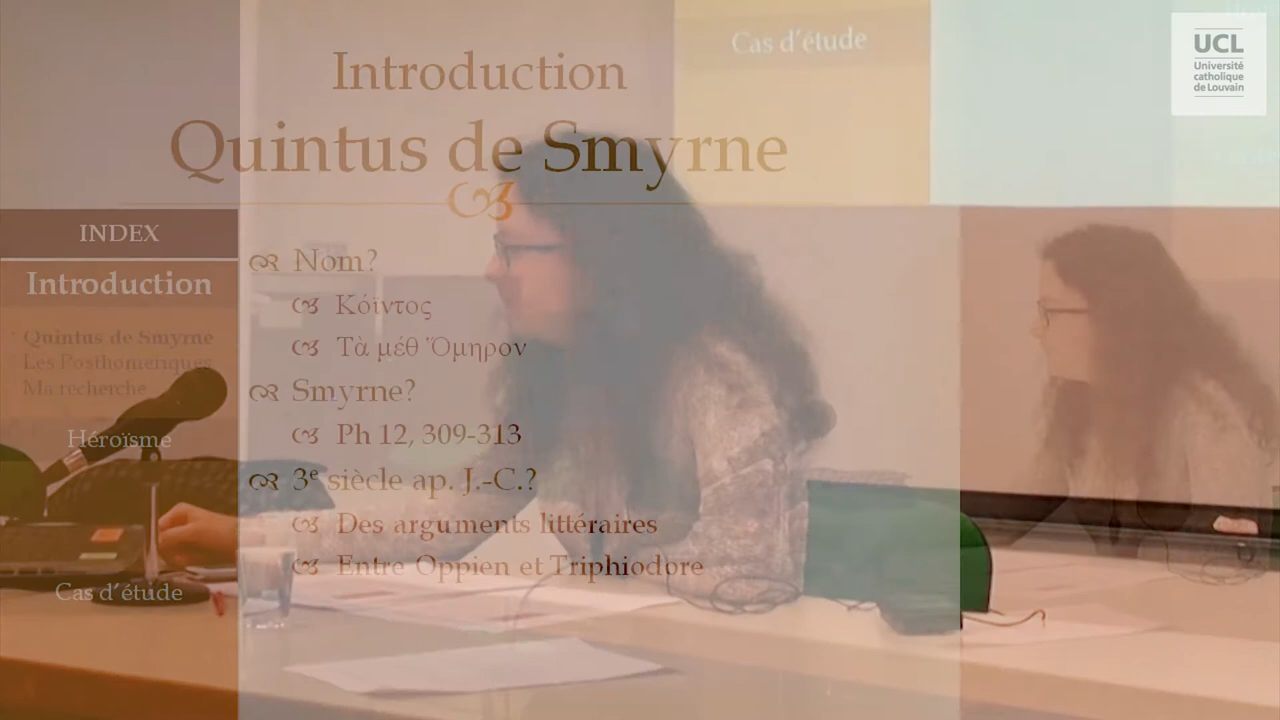 Introduction
Quintus de Smyrne
Cas d'étude
UCL
Université
catholique
de Louvain
INDEX
Introduction
Quintus de Smyrne
Les Posthomériques
Ma recherche
Héroïsme
Cas d'étude
Nom?
Κόϊντος
Τὰ μέθ Ὅμηρον
Smyrne?
Ph 12, 309-313
3e siècle ap. J.-C.?
Des arguments littéraires
Entre Oppien et Triphiodore